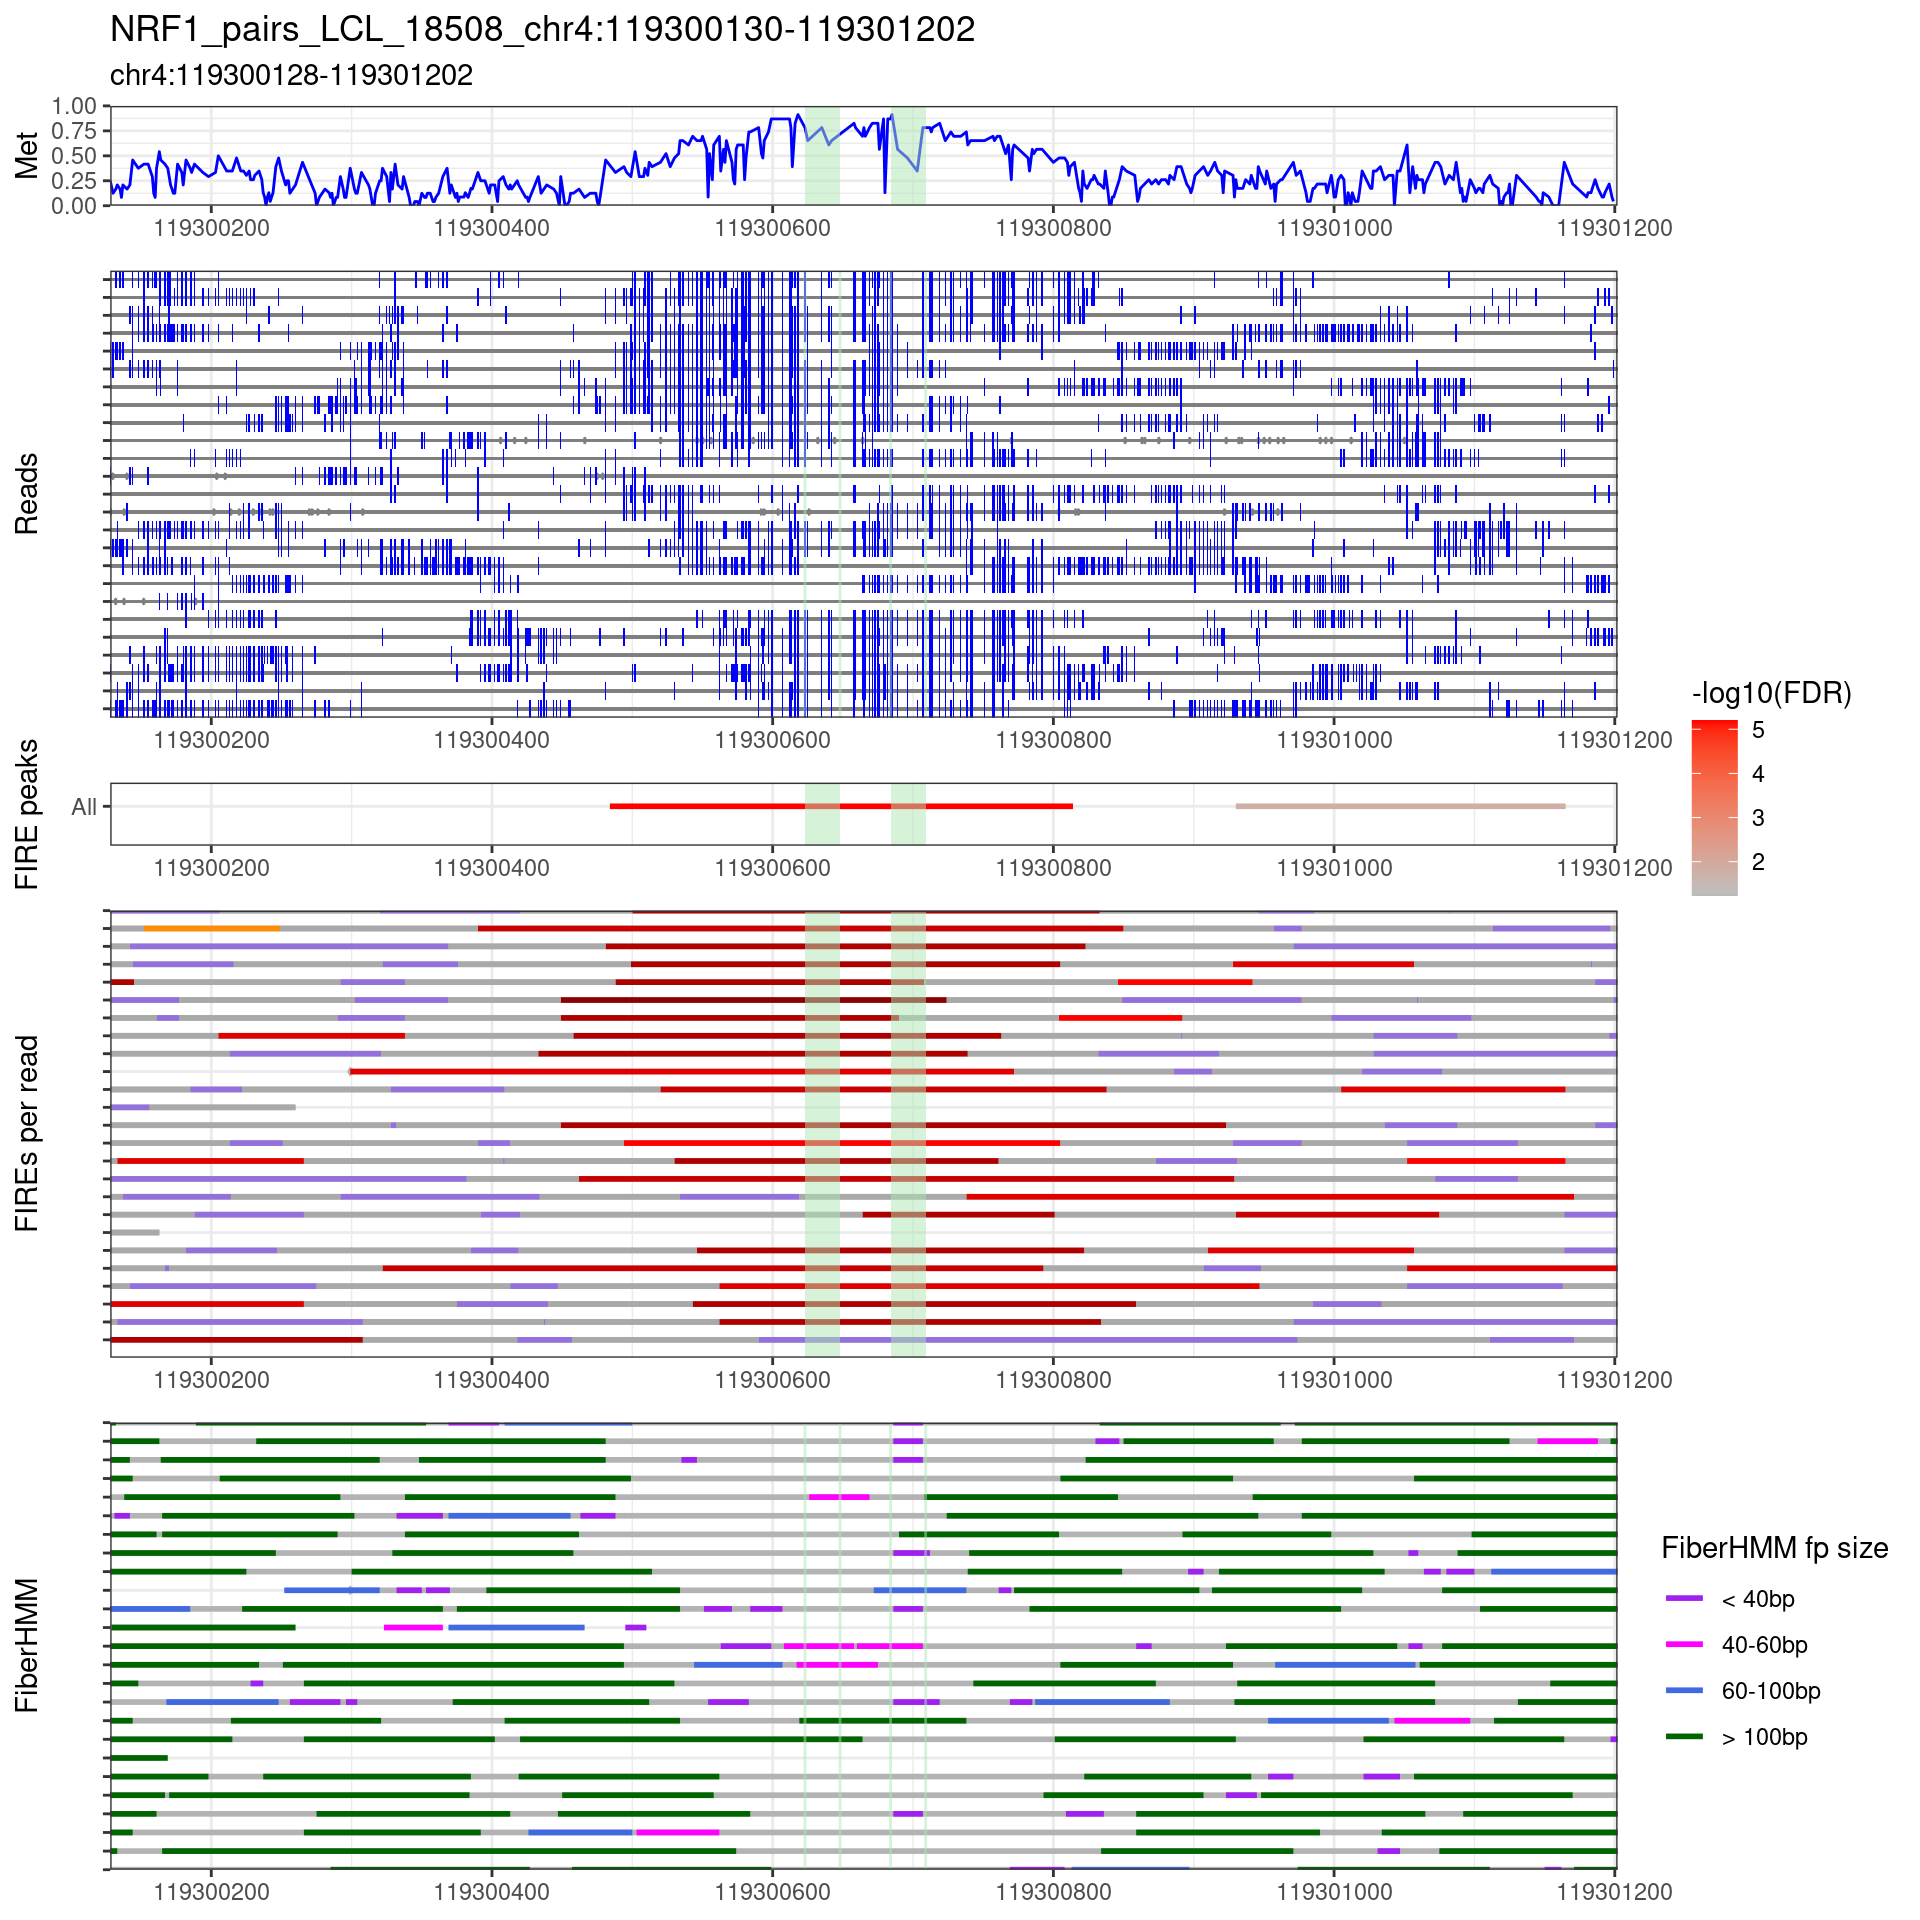 NRF1_pairs_LCL_18508_chr4:119300130-119301202
chr4:119300128-119301202
Met
1.00
0.75
0.50
0.25
0.00
119300200 119300400 119300600 119300800 119301000 119301200
Reads
119300200 119300400 119300600 119300800 119301000 119301200
FIRE peaks
All
119300200 119300400 119300600 119300800 119301000 119301200
-log10(FDR)
5
4
3
2
FIREs per read
119300200 119300400 119300600 119300800 119301000 119301200
FiberHMM
119300200 119300400 119300600 119300800 119301000 119301200
FiberHMM fp size
< 40bp
40-60bp
60-100bp
> 100bp